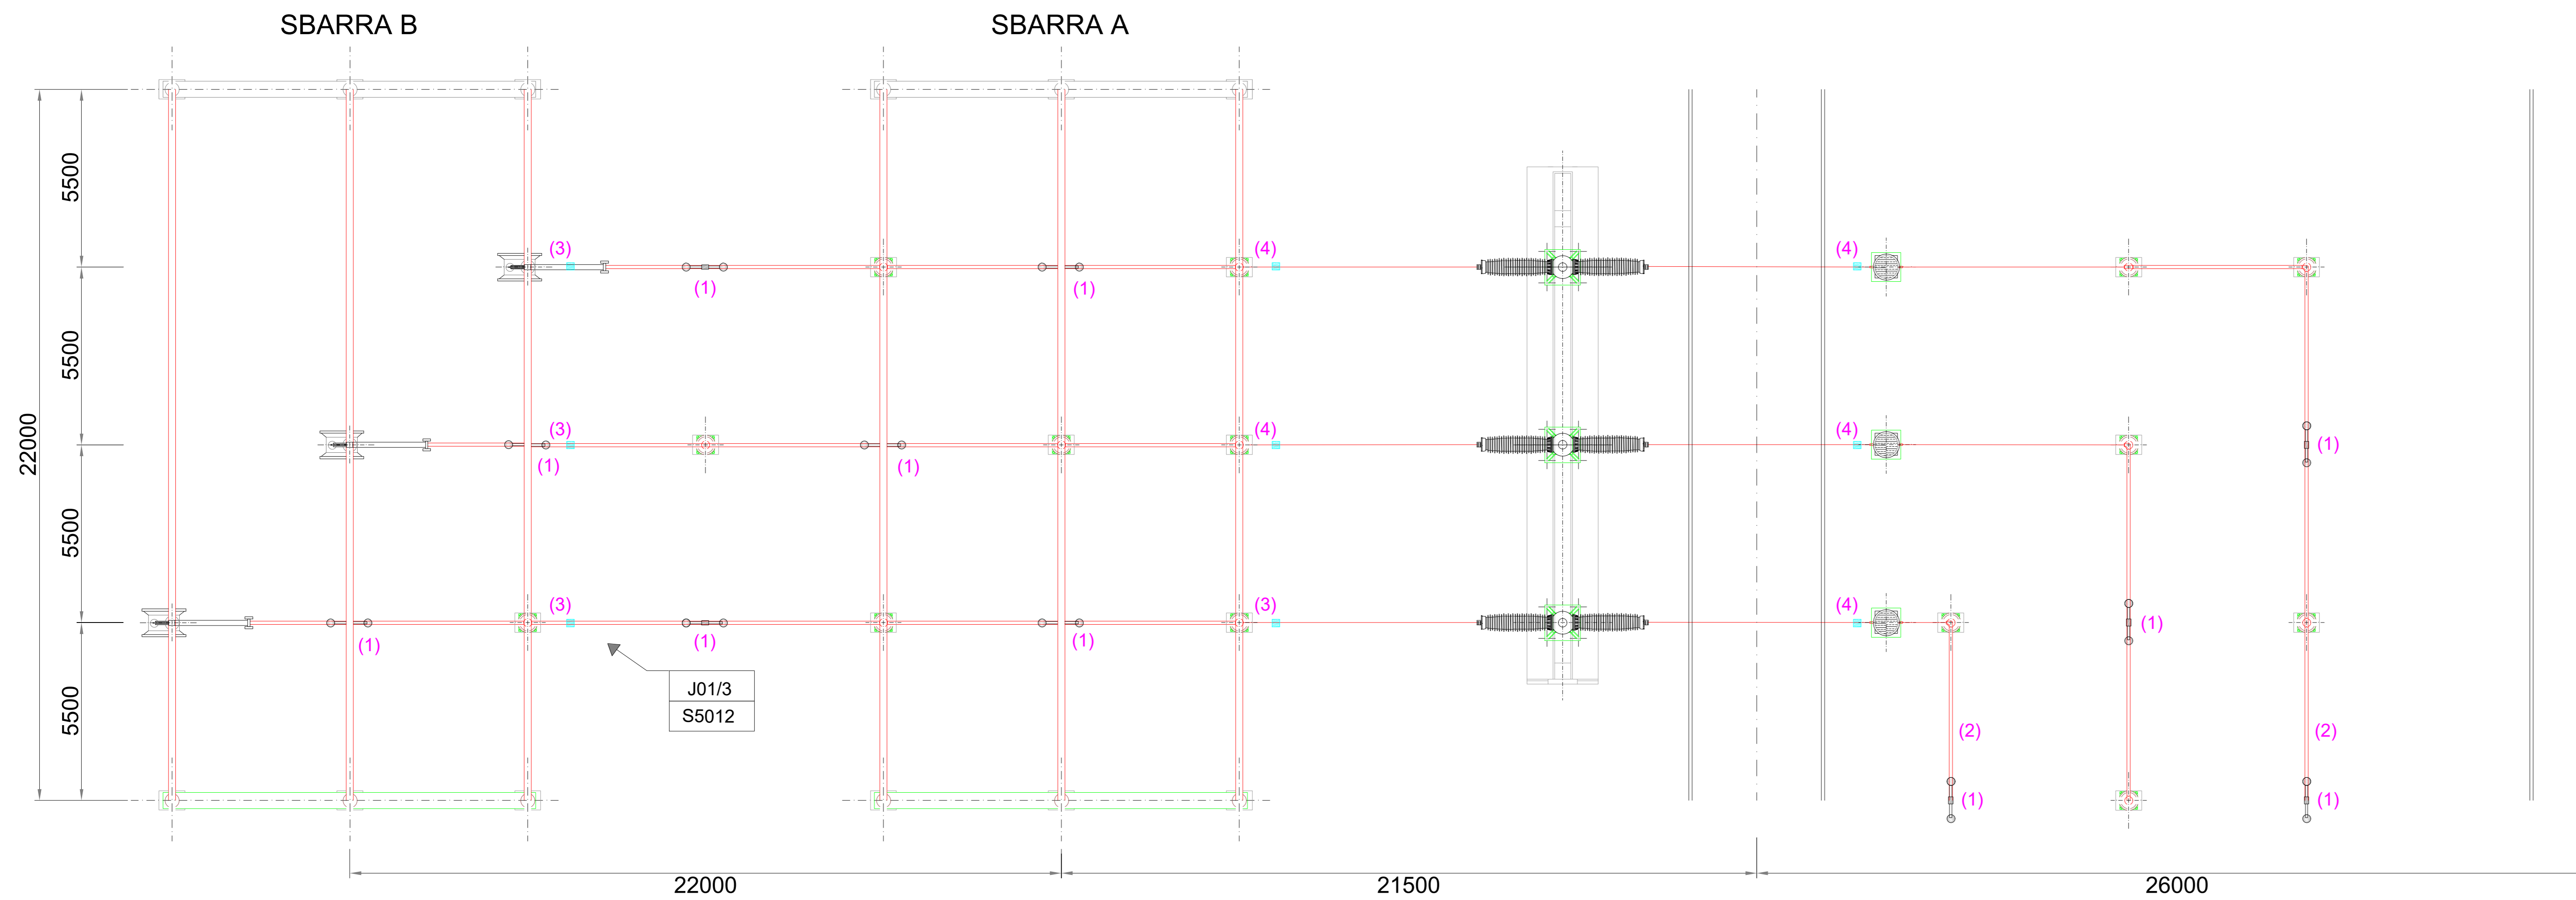 SBARRA B SBARRA A
5500
(3) (4) (4)
(1) (1)
5500
22000
(3) (4) (4)
(1) (1) (1)
5500
(3) (3) (4)
(1) (1) (1) (1)
J01/3
S5012
5500
(2) (2)
(1) (1)
22000 21500 26000